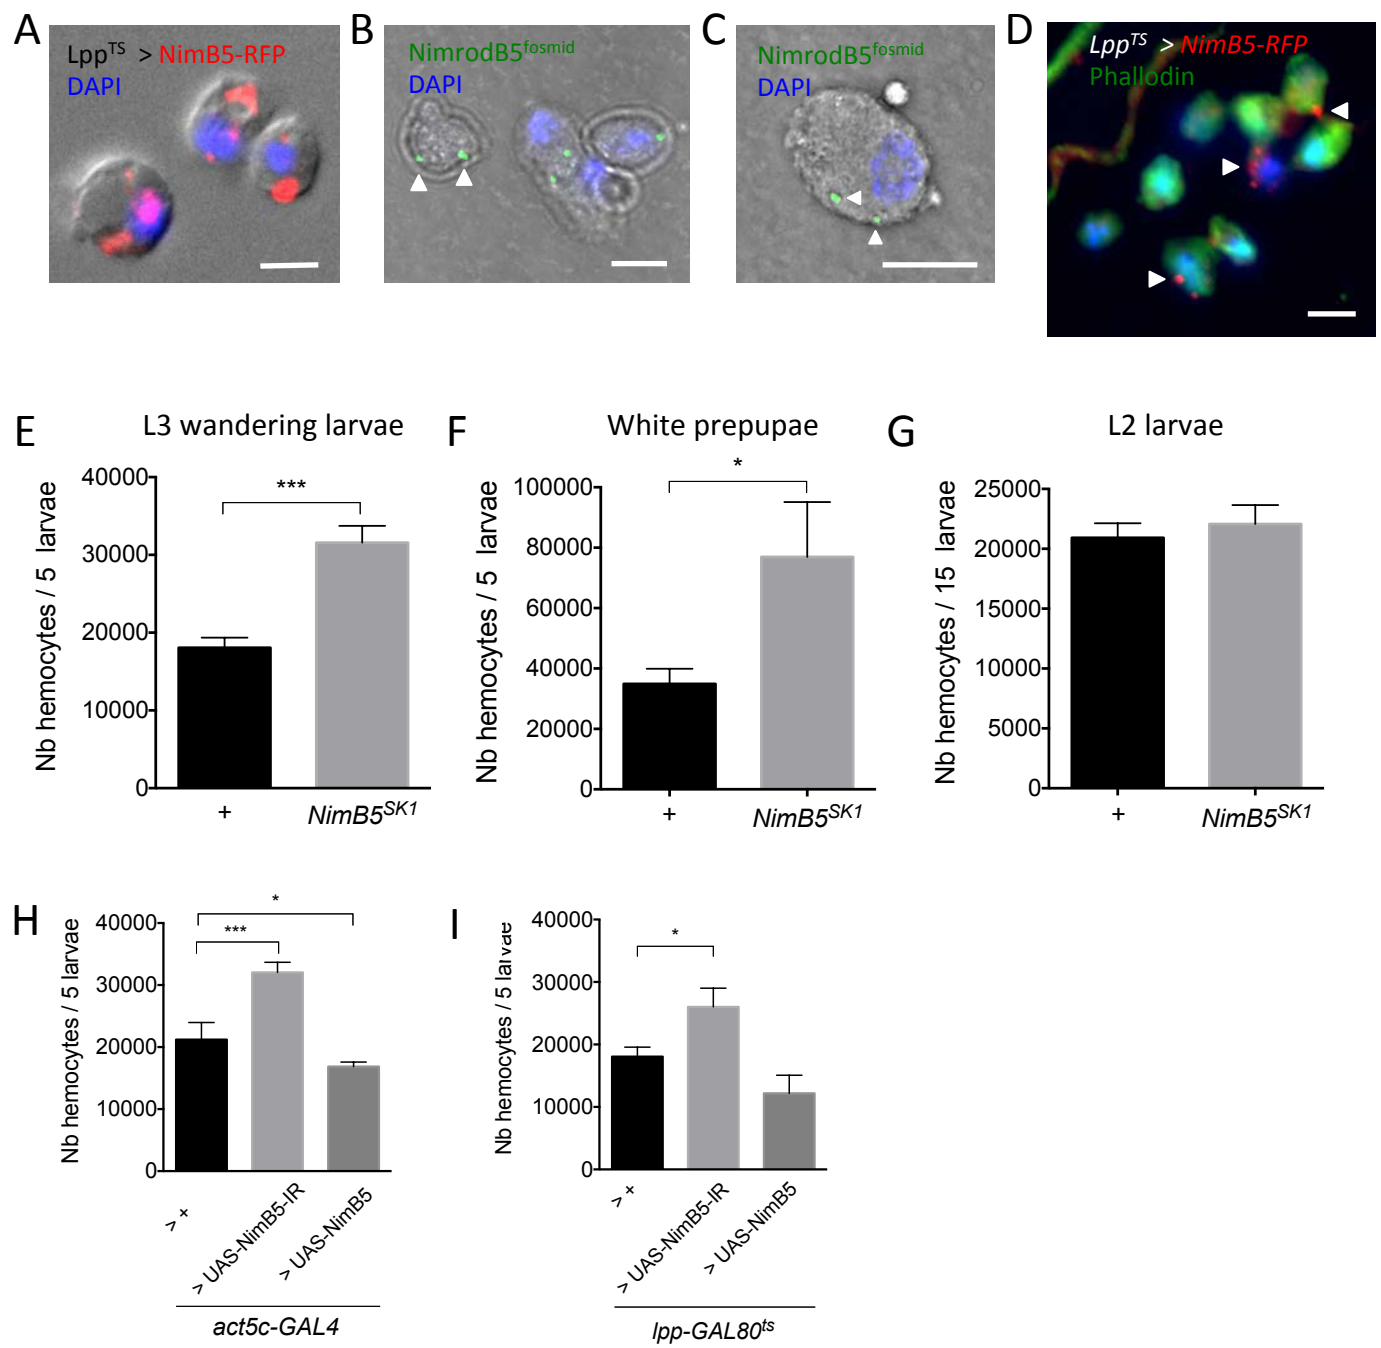 A
Lpp^TS > NimB5-RFP
DAPI
B
NimrodB5^fosmid
DAPI
C
NimrodB5^fosmid
DAPI
D
Lpp^TS > NimB5-RFP
Phallodin
E
L3 wandering larvae
Nb hemocytes / 5 larvae
40000
30000
20000
10000
0
***
+
NimB5^SK1
F
White prepupae
Nb hemocytes / 5 larvae
100000
80000
60000
40000
20000
0
*
+
NimB5^SK1
G
L2 larvae
Nb hemocytes / 15 larvae
25000
20000
15000
10000
5000
0
+
NimB5^SK1
H
Nb hemocytes / 5 larvae
40000
30000
20000
10000
0
*
***
> +
> UAS-NimB5-IR
> UAS-NimB5
act5c-GAL4
I
Nb hemocytes / 5 larvae
40000
30000
20000
10000
0
*
> +
> UAS-NimB5-IR
> UAS-NimB5
lpp-GAL80^ts